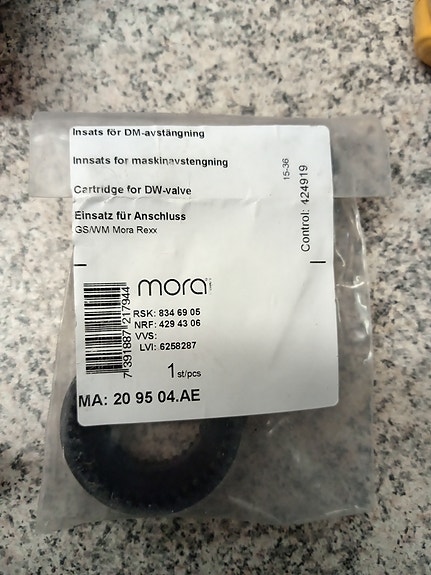 Insats för DM-avstängning
Innsats for maskinavstengning
Cartridge for DW-valve
Einsatz für Anschluss
GS/WM Mora Rexx
15-36
Control: 424919
mora
RSK: 834 69 05
NRF: 429 43 06
VVS:
LVI: 6258287
1 st/pcs
7391887217944
MA: 20 95 04.AE